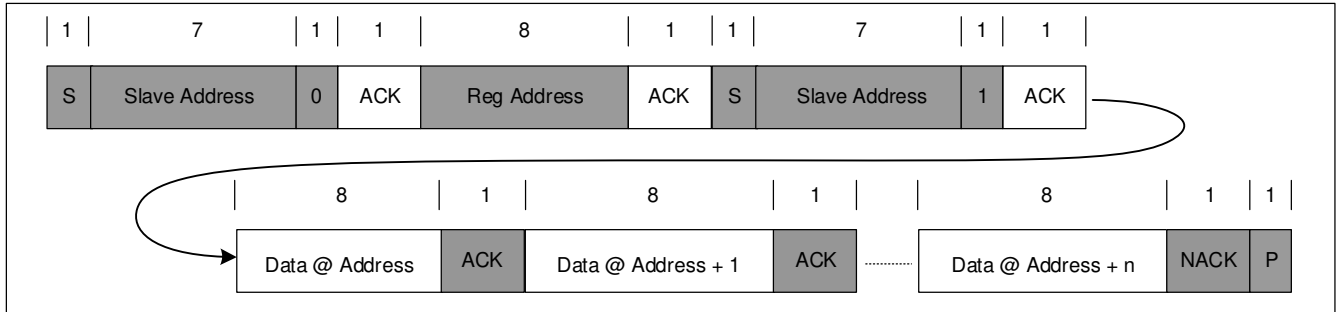 1 7 1 1 8 1 1 7 1 1
S Slave Address 0 ACK Reg Address ACK S Slave Address 1 ACK
8 1 8 1 8 1 1
Data @ Address ACK Data @ Address + 1 ACK Data @ Address + n NACK P